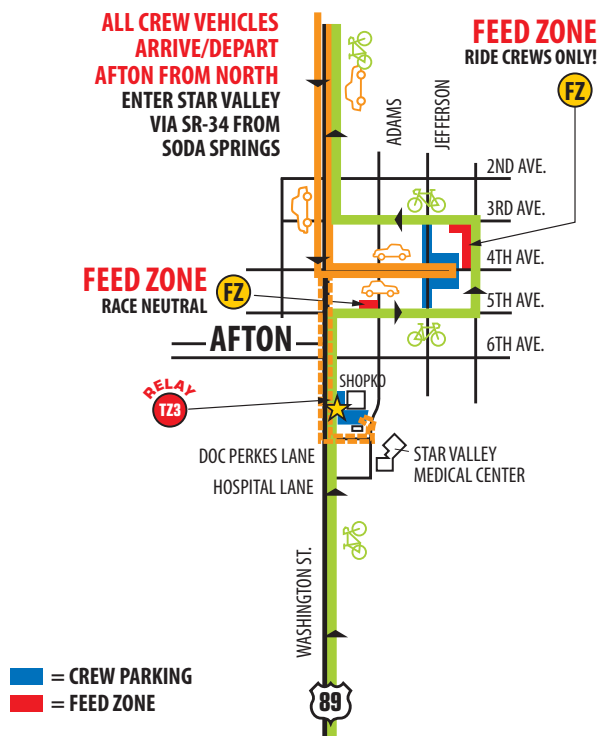 ALL CREW VEHICLES
ARRIVE/DEPART
AFTON FROM NORTH
ENTER STAR VALLEY
VIA SR-34 FROM
SODA SPRINGS
FEED ZONE
RIDE CREWS ONLY!
FZ
ADAMS
JEFFERSON
2ND AVE.
3RD AVE.
4TH AVE.
5TH AVE.
6TH AVE.
FEED ZONE
RACE NEUTRAL
FZ
AFTON
RELAY
TZ3
SHOPKO
DOC PERKES LANE
HOSPITAL LANE
STAR VALLEY
MEDICAL CENTER
WASHINGTON ST.
89
= CREW PARKING
= FEED ZONE